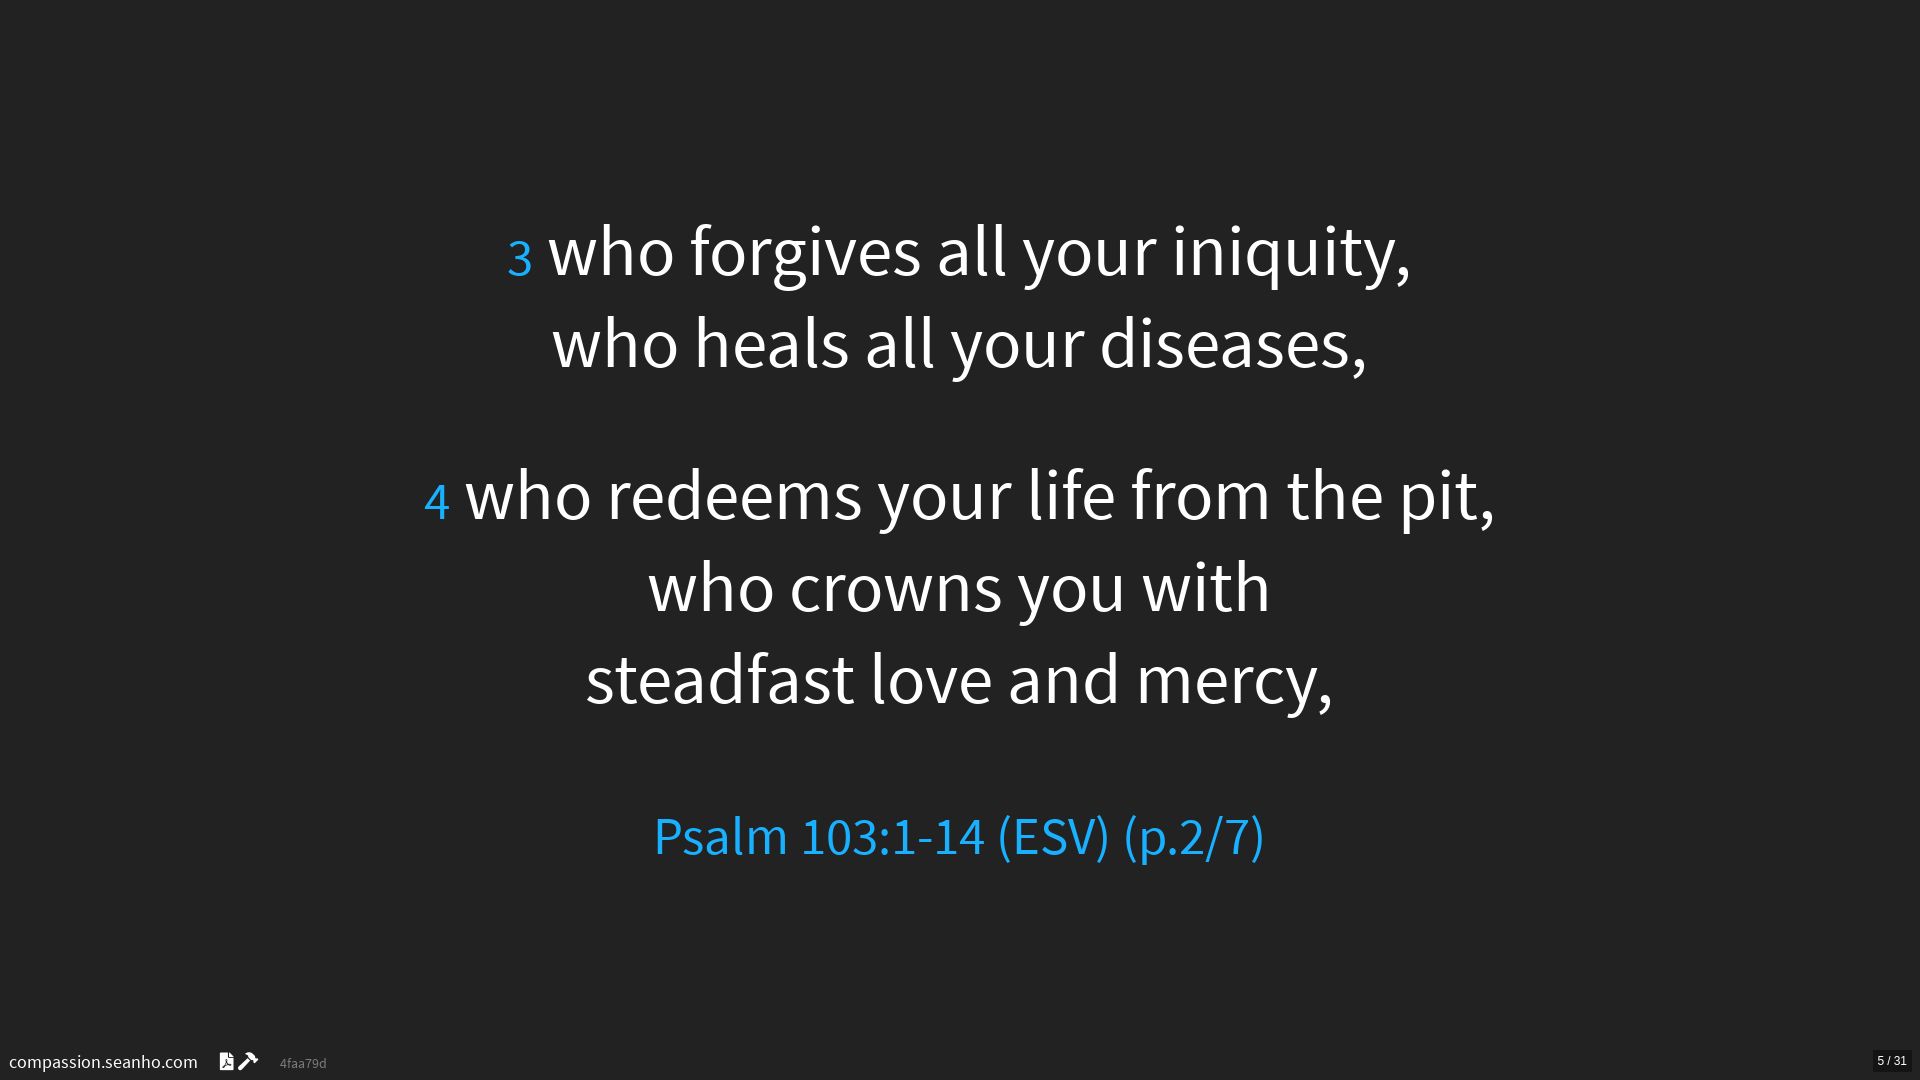 3 who forgives all your iniquity,
who heals all your diseases,
4 who redeems your life from the pit,
who crowns you with
steadfast love and mercy,
Psalm 103:1-14 (ESV) (p.2/7)
compassion.seanho.com 4faa79d
5 / 31